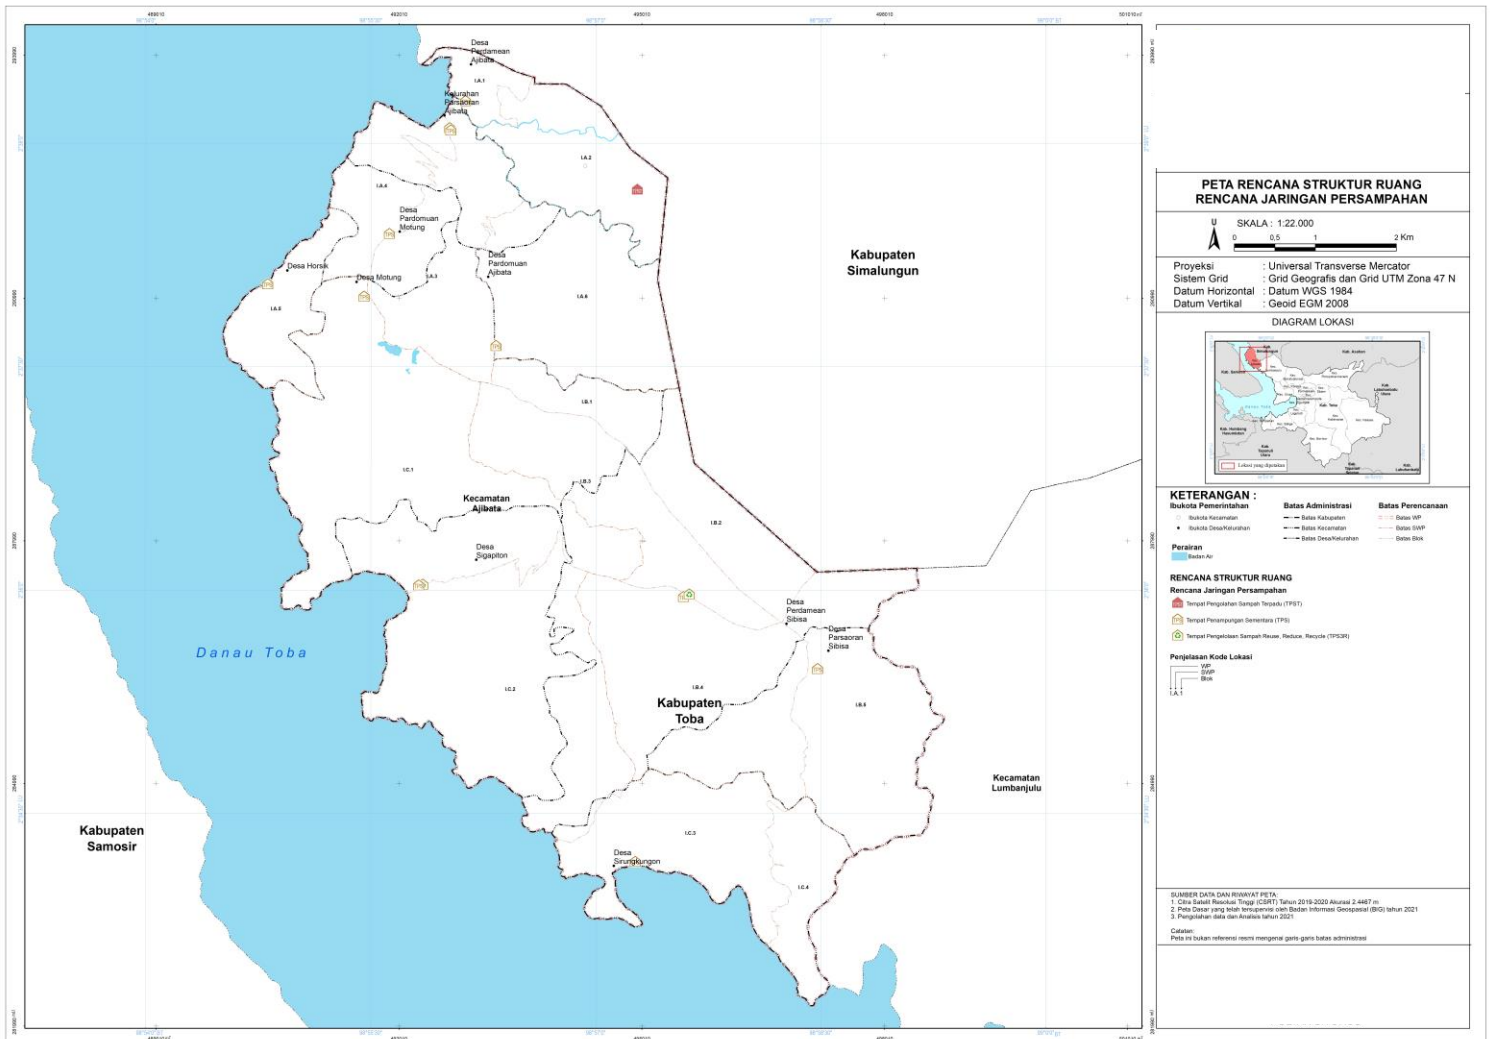 PETA RENCANA STRUKTUR RUANG
RENCANA JARINGAN PERSAMPAHAN
U
SKALA : 1:22.000
0 0,5 1 2 Km
Proyeksi : Universal Transverse Mercator
Sistem Grid : Grid Geografis dan Grid UTM Zona 47 N
Datum Horizontal : Datum WGS 1984
Datum Vertikal : Geoid EGM 2008
DIAGRAM LOKASI
Danau Toba
Kab. Toba
Kab. Asahan
Lokasi yang dipetakan
KETERANGAN :
Ibukota Pemerintahan
Ibukota Kecamatan
Ibukota Desa/Kelurahan
Batas Administrasi
Batas Kabupaten
Batas Kecamatan
Batas Desa/Kelurahan
Batas Perencanaan
Batas WP
Batas SWP
Batas Blok
Perairan
Badan Air
RENCANA STRUKTUR RUANG
Rencana Jaringan Persampahan
Tempat Pengolahan Sampah Terpadu (TPST)
Tempat Penampungan Sementara (TPS)
Tempat Pengelolaan Sampah Reuse, Reduce, Recycle (TPS3R)
Penjelasan Kode Lokasi
WP
SWP
Blok
I.A.1
SUMBER DATA DAN RIWAYAT PETA:
1. Citra Satelit Resolusi Tinggi (CSRT) Tahun 2019-2020 Akurasi 2.4467 m
2. Peta Dasar yang telah tersupervisi oleh Badan Informasi Geospasial (BIG) tahun 2021
3. Pengolahan data dan Analisis tahun 2021
Catatan:
Peta ini bukan referensi resmi mengenai garis-garis batas administrasi
Desa
Perdamean
Ajibata
I.A.1
Kelurahan
Parsaoran
Ajibata
I.A.2
I.A.4
Desa
Pardomuan
Motung
Desa
Pardomuan
Ajibata
Kabupaten
Simalungun
Desa Horsik
Desa Motung
I.A.3
I.A.6
I.A.5
I.B.1
I.C.1
I.B.3
Kecamatan
Ajibata
I.B.2
Desa
Sigapiton
Desa
Perdamean
Sibisa
Desa
Parsaoran
Sibisa
Danau Toba
I.C.2
I.B.4
Kabupaten
Toba
I.B.5
Kecamatan
Lumbanjulu
Kabupaten
Samosir
I.C.3
Desa
Sirungkungon
I.C.4